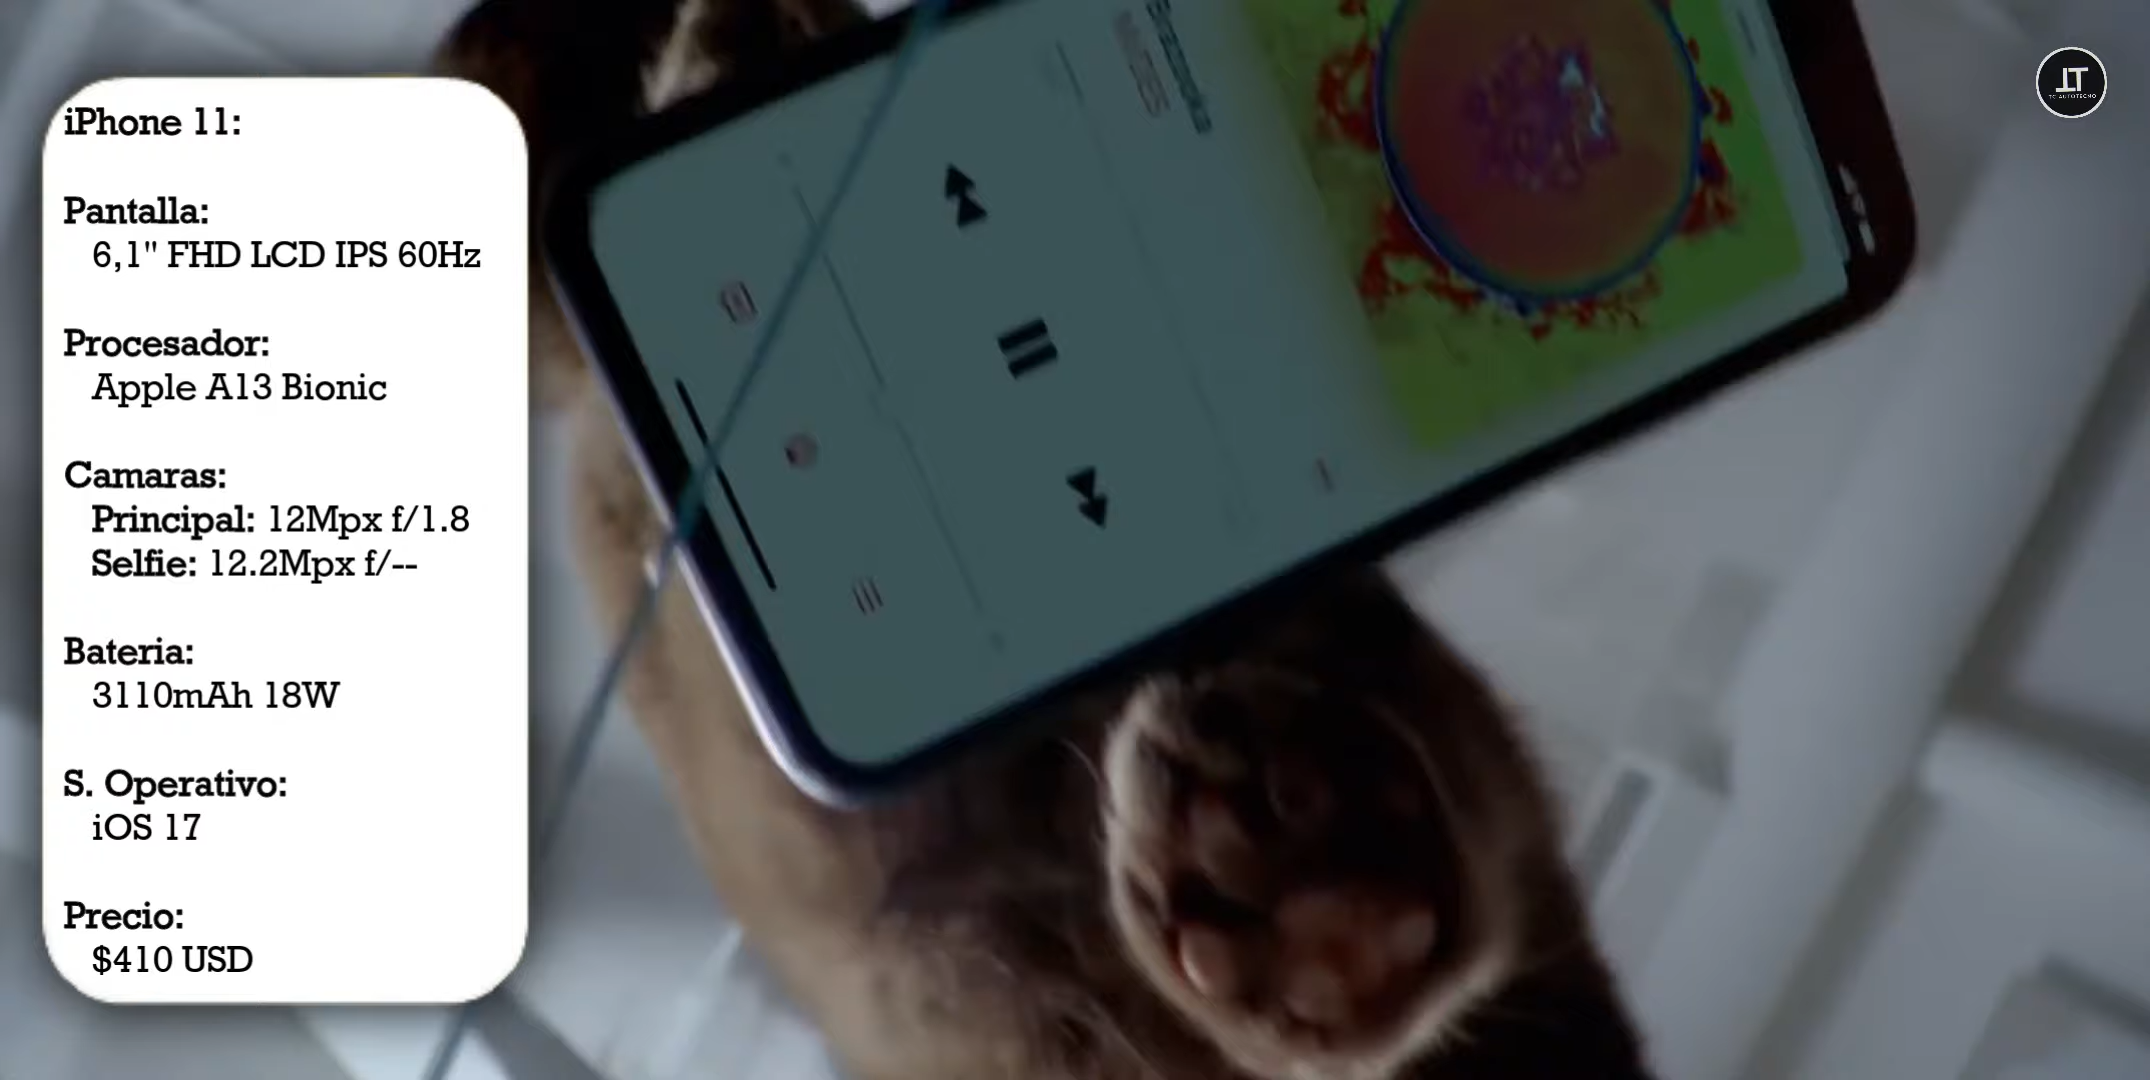 iPhone 11:
Pantalla:
6,1" FHD LCD IPS 60Hz
Procesador:
Apple A13 Bionic
Camaras:
Principal: 12Mpx f/1.8
Selfie: 12.2Mpx f/--
Bateria:
3110mAh 18W
S. Operativo:
iOS 17
Precio:
$410 USD